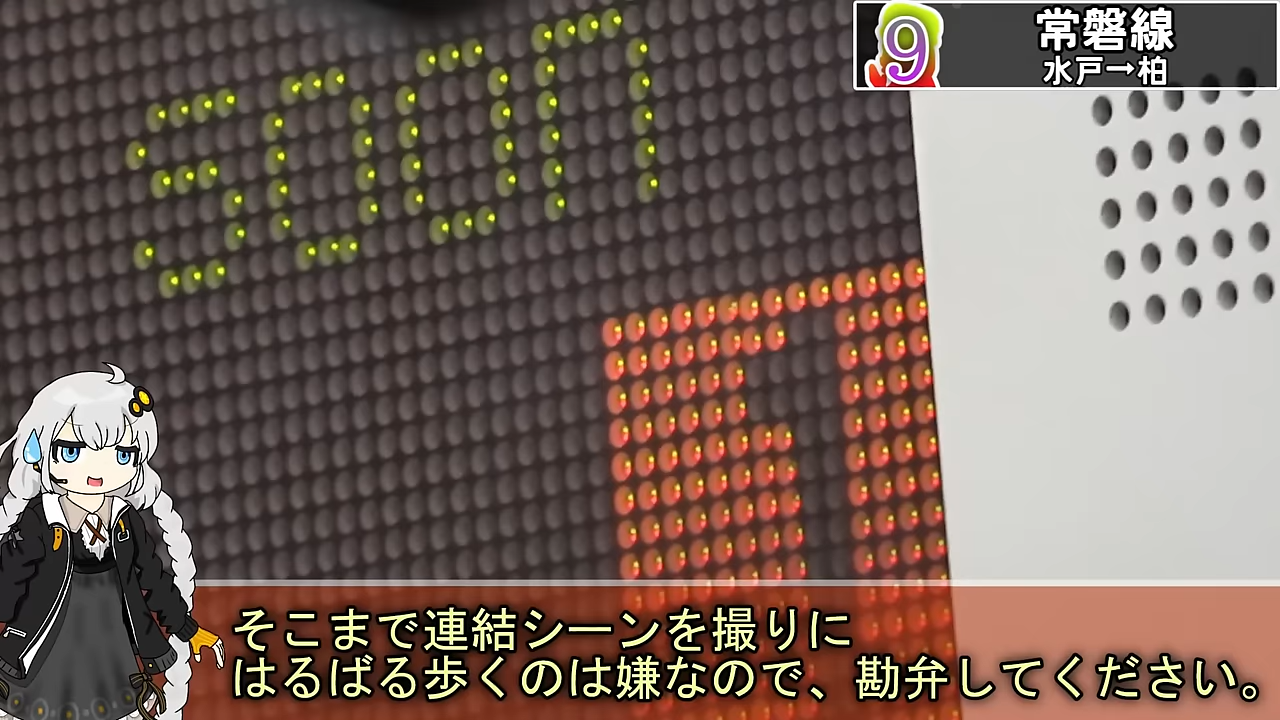 soon
9
常磐線
水戸→柏
そこまで連結シーンを撮りに
はるばる歩くのは嫌なので、勘弁してください。